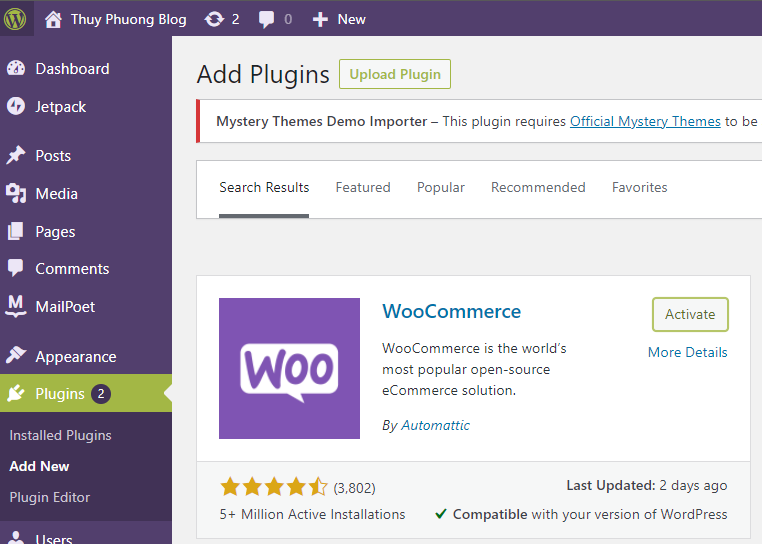 Thuy Phuong Blog 2 0 New
Dashboard
Jetpack
Posts
Media
Pages
Comments
MailPoet
Appearance
Plugins 2
Installed Plugins
Add New
Plugin Editor
Users
Add Plugins Upload Plugin
Mystery Themes Demo Importer – This plugin requires Official Mystery Themes to be
Search Results Featured Popular Recommended Favorites
WOO
WooCommerce
Activate
More Details
WooCommerce is the world's
most popular open-source
eCommerce solution.
By Automattic
(3,802)
5+ Million Active Installations
Last Updated: 2 days ago
Compatible with your version of WordPress